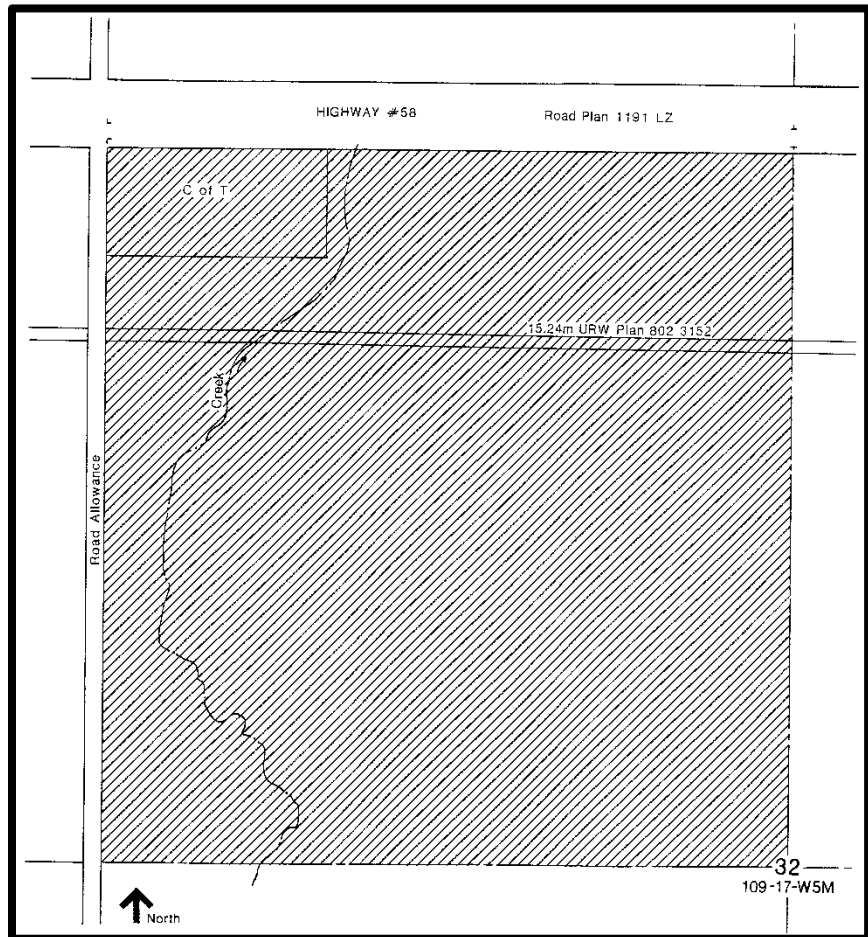 HIGHWAY #58
Road Plan 1191 LZ
C of T
15.24m URW Plan 802 3152
Creek
Road Allowance
32
109-17-W5M
North